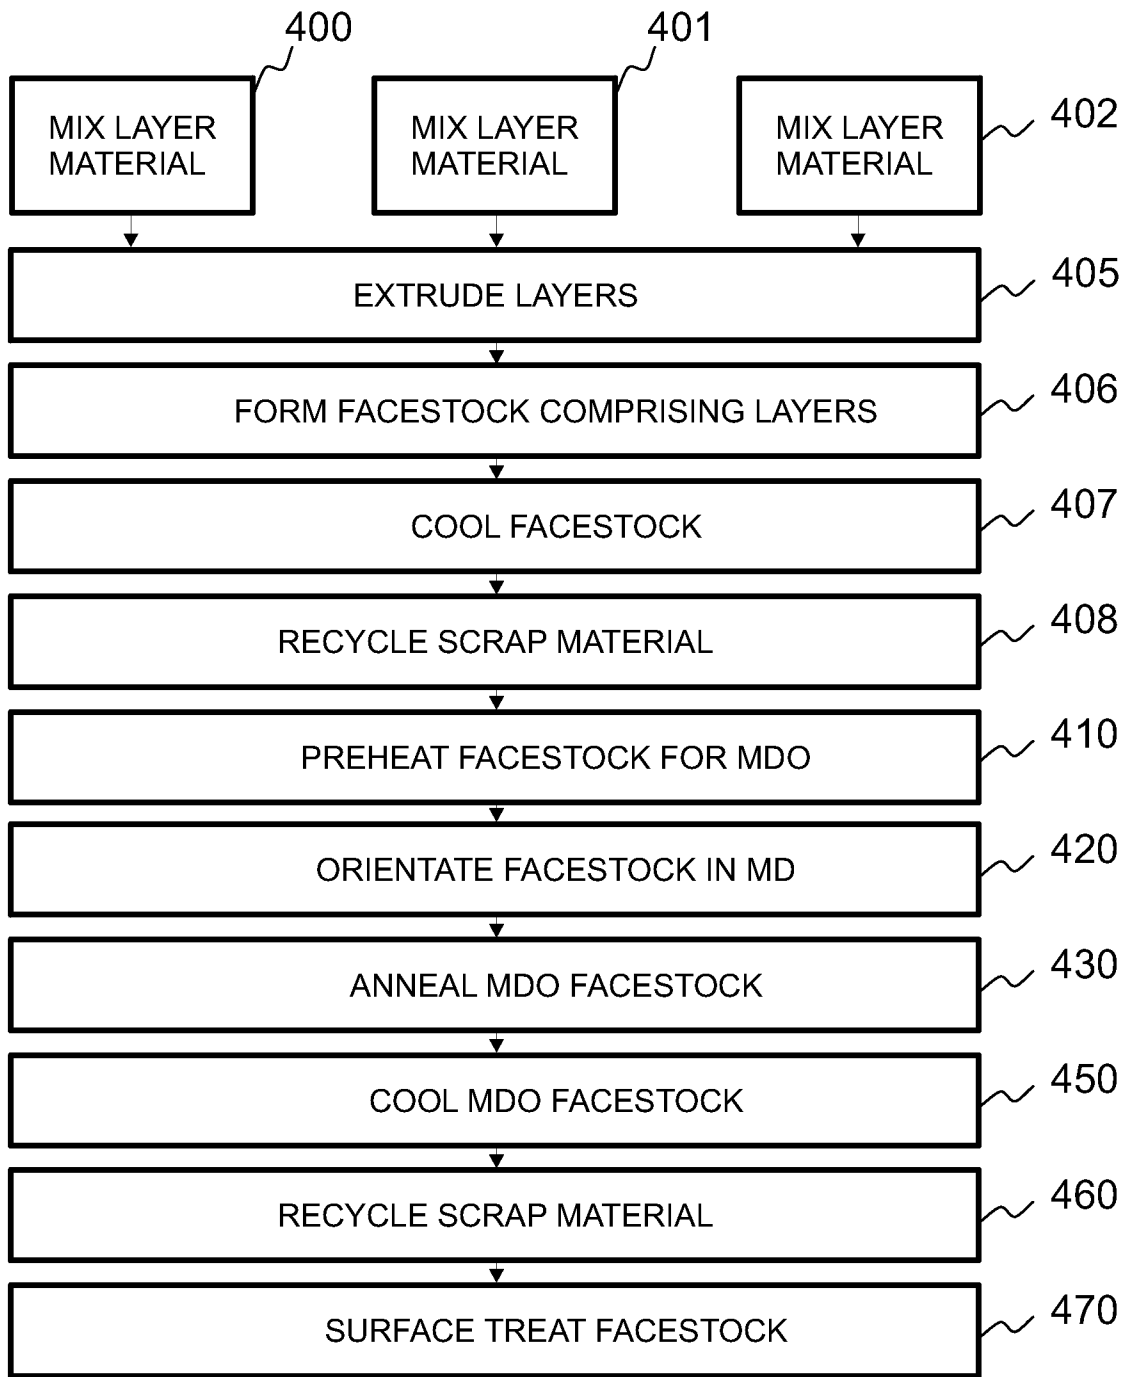 400
401
MIX LAYER
MATERIAL
MIX LAYER
MATERIAL
MIX LAYER
MATERIAL
402
EXTRUDE LAYERS
405
FORM FACESTOCK COMPRISING LAYERS
406
COOL FACESTOCK
407
RECYCLE SCRAP MATERIAL
408
PREHEAT FACESTOCK FOR MDO
410
ORIENTATE FACESTOCK IN MD
420
ANNEAL MDO FACESTOCK
430
COOL MDO FACESTOCK
450
RECYCLE SCRAP MATERIAL
460
SURFACE TREAT FACESTOCK
470